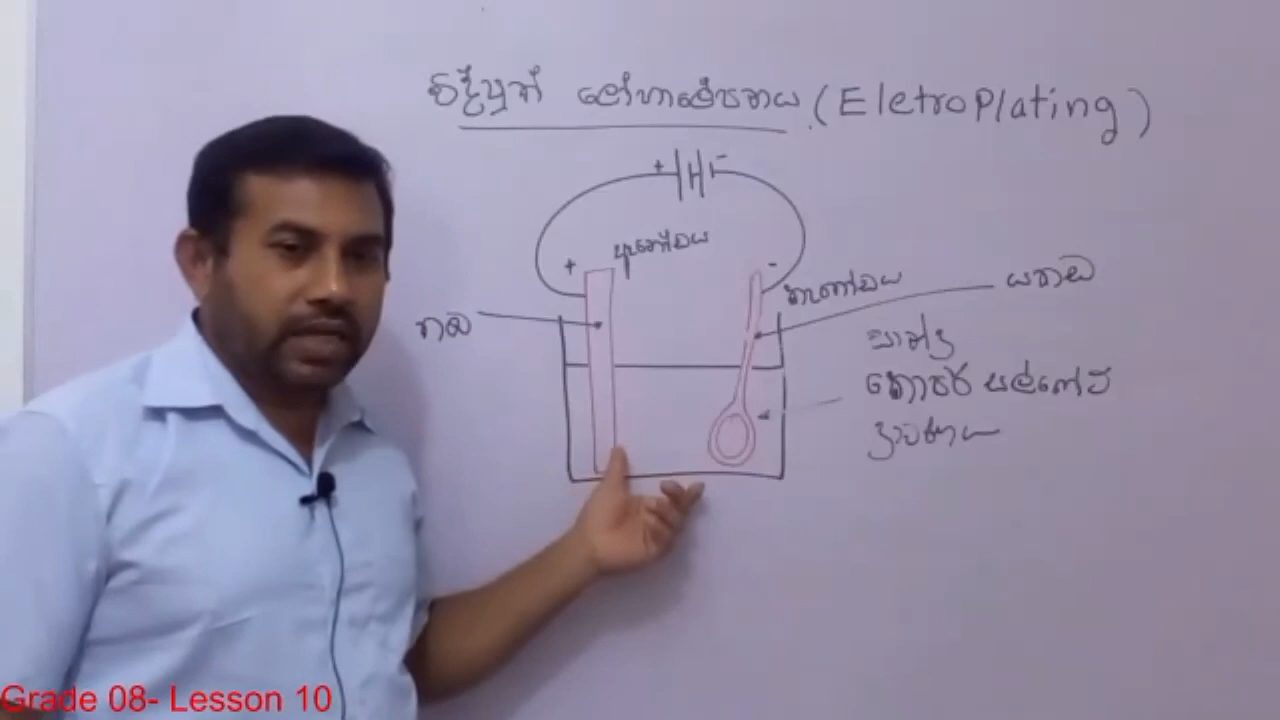 විද්යුත් ලෝහාලේපනය (EletroPlating)
+ -
+ ඇනෝඩය -
කැතෝඩය
යකඩ
තඹ
සාන්ද්‍ර
කොපර් සල්ෆේට්
ද්‍රාවණය
Grade 08- Lesson 10